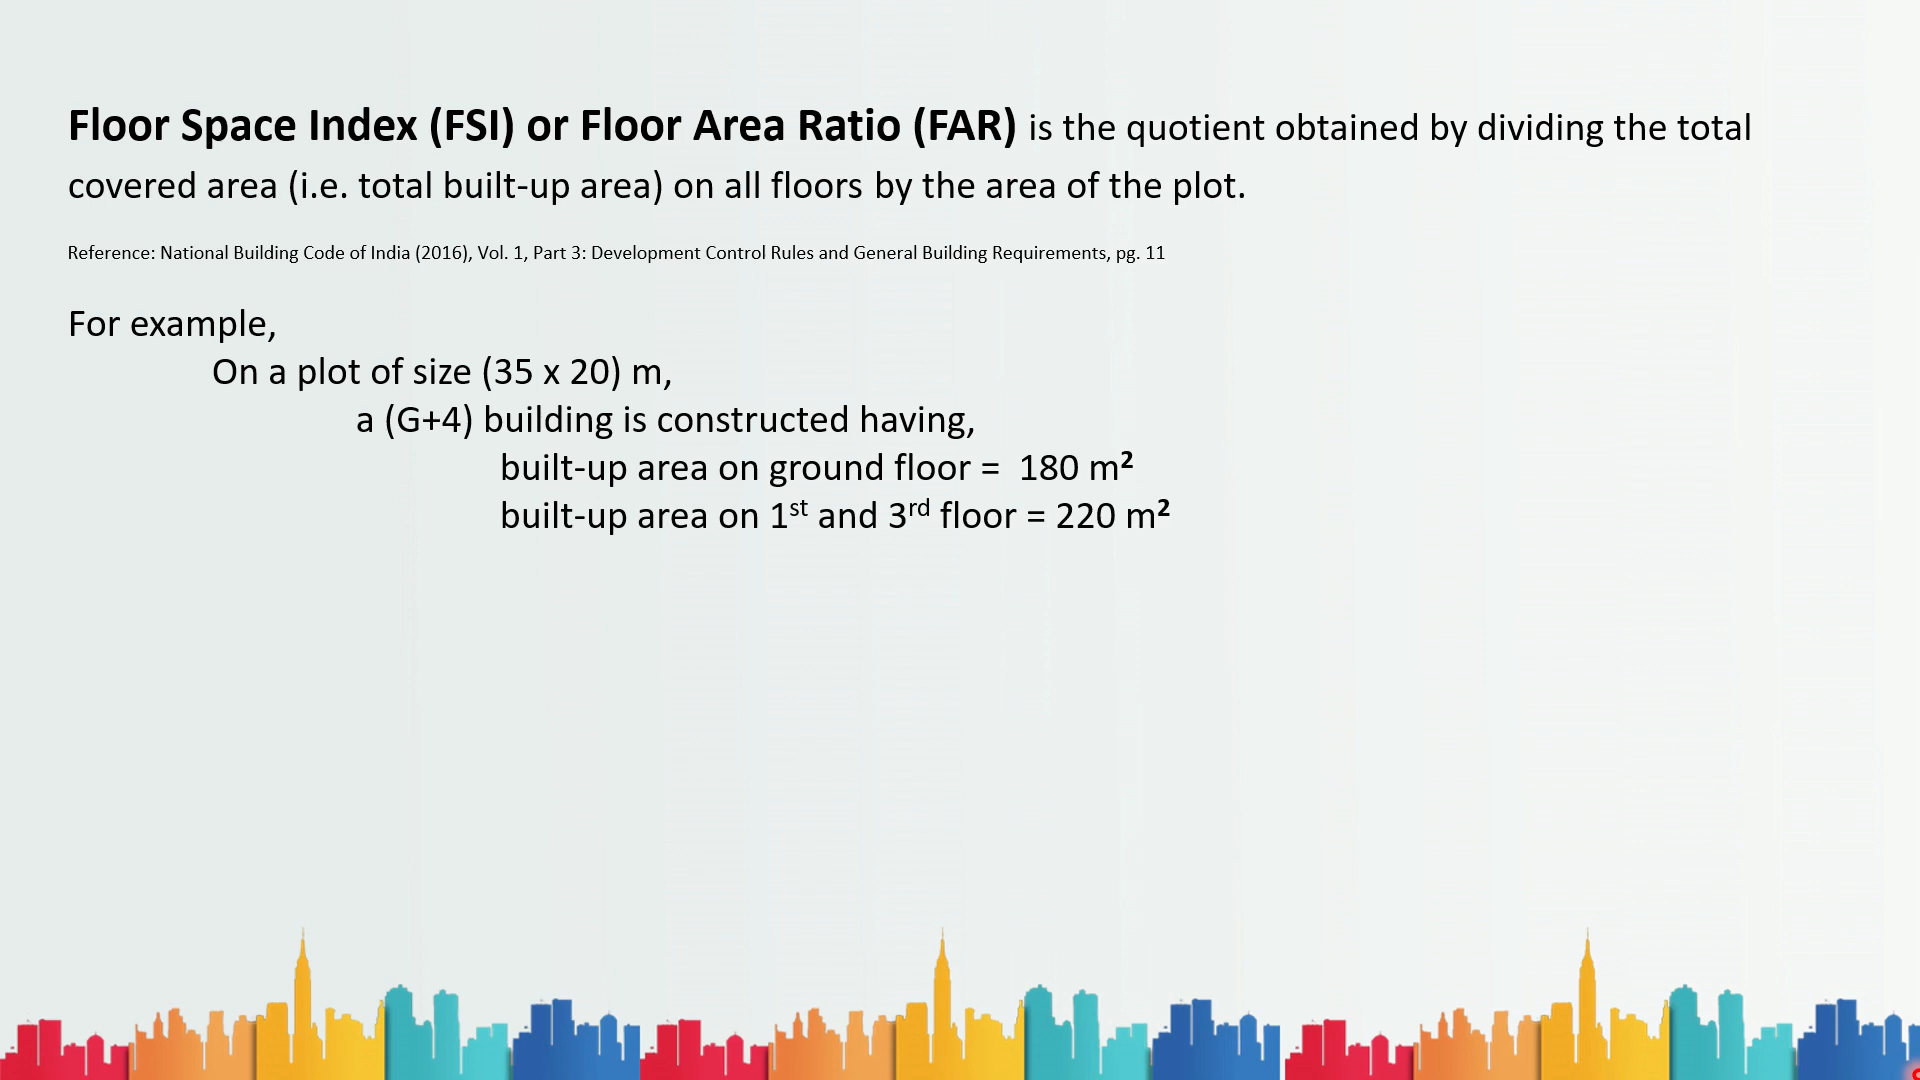 Floor Space Index (FSI) or Floor Area Ratio (FAR) is the quotient obtained by dividing the total
covered area (i.e. total built-up area) on all floors by the area of the plot.
Reference: National Building Code of India (2016), Vol. 1, Part 3: Development Control Rules and General Building Requirements, pg. 11
For example,
On a plot of size (35 x 20) m,
a (G+4) building is constructed having,
built-up area on ground floor =  180 m²
built-up area on 1st and 3rd floor = 220 m²